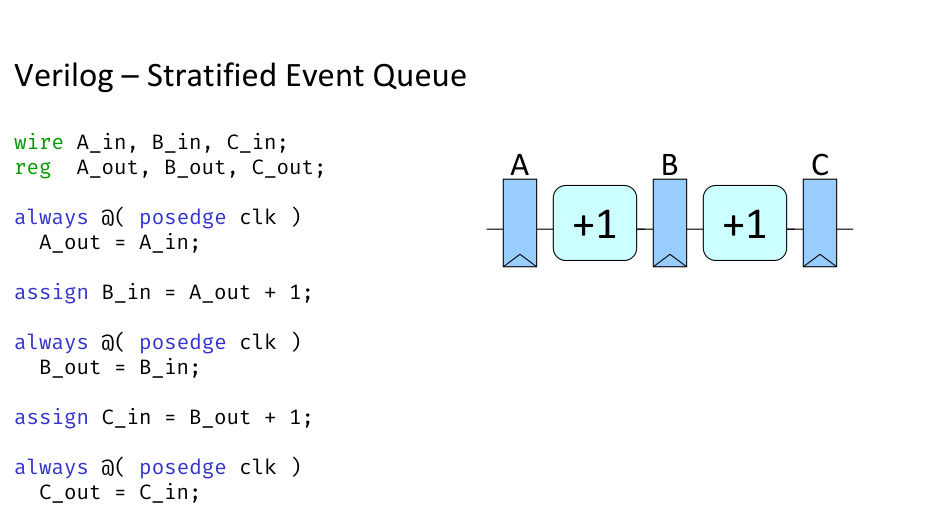 Verilog – Stratified Event Queue
wire A_in, B_in, C_in;
reg  A_out, B_out, C_out;
always @( posedge clk )
  A_out = A_in;
assign B_in = A_out + 1;
always @( posedge clk )
  B_out = B_in;
assign C_in = B_out + 1;
always @( posedge clk )
  C_out = C_in;
A B C
+1 +1